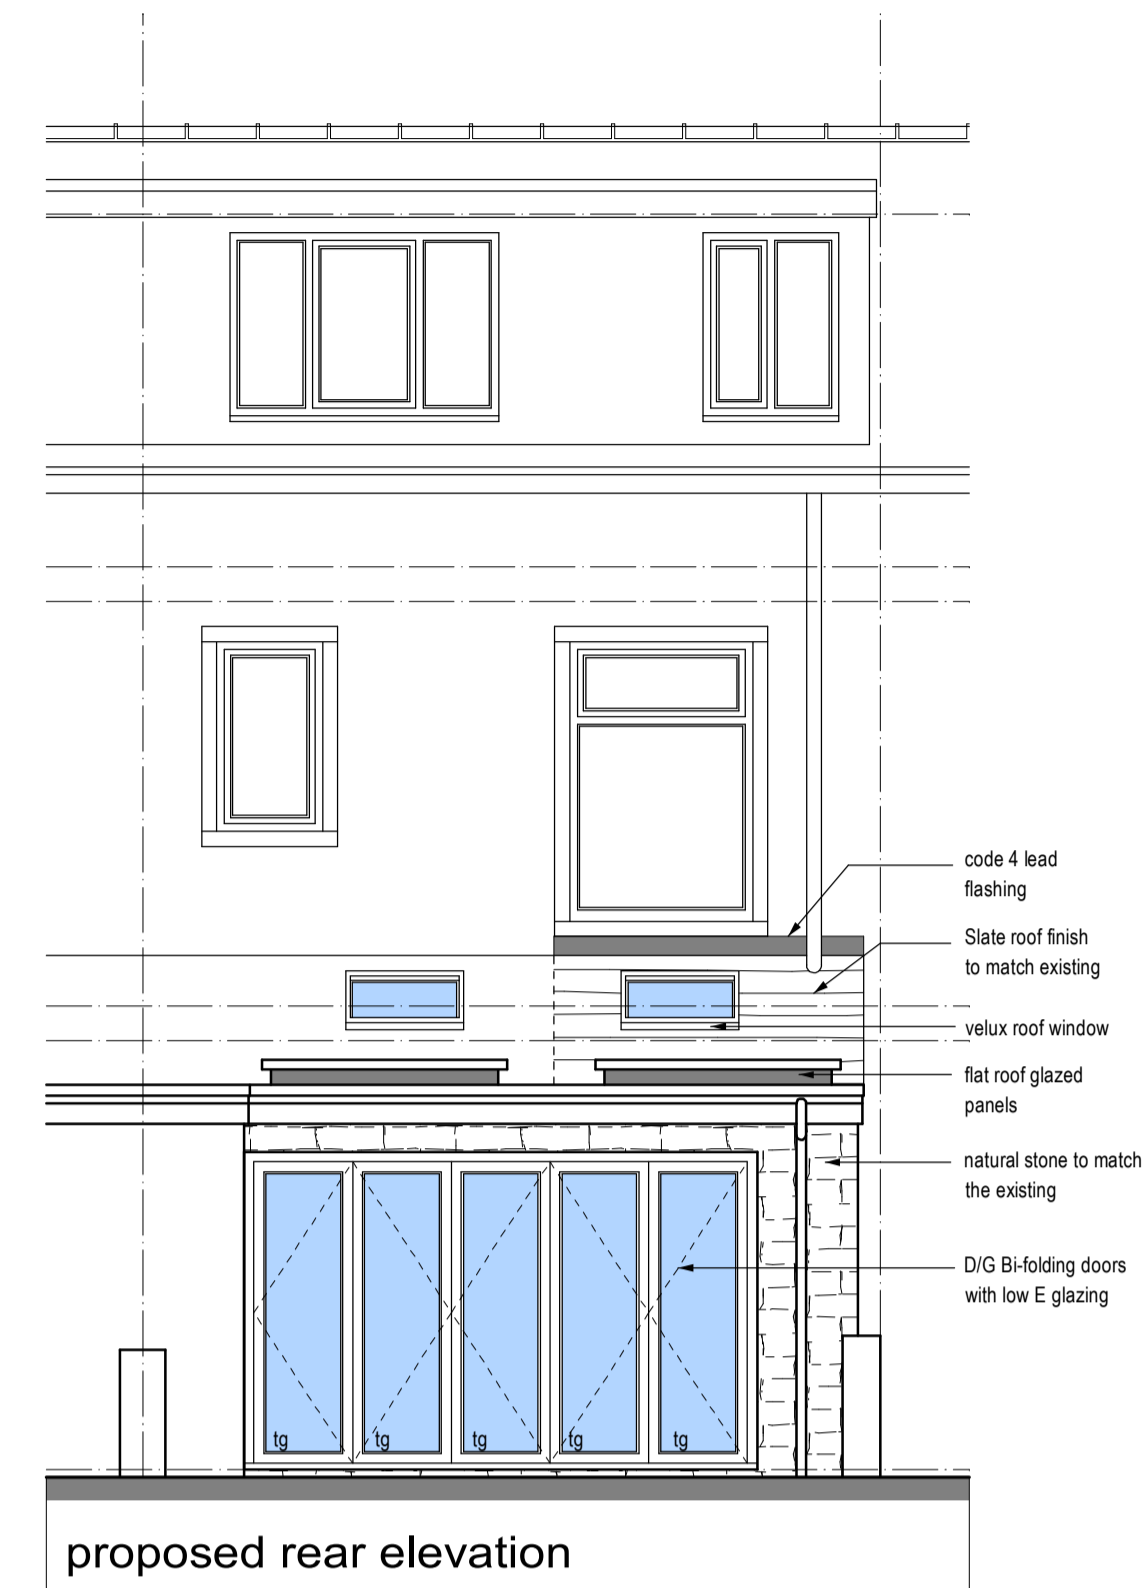 code 4 lead
flashing
Slate roof finish
to match existing
velux roof window
flat roof glazed
panels
natural stone to match
the existing
D/G Bi-folding doors
with low E glazing
tg
tg
tg
tg
tg
proposed rear elevation